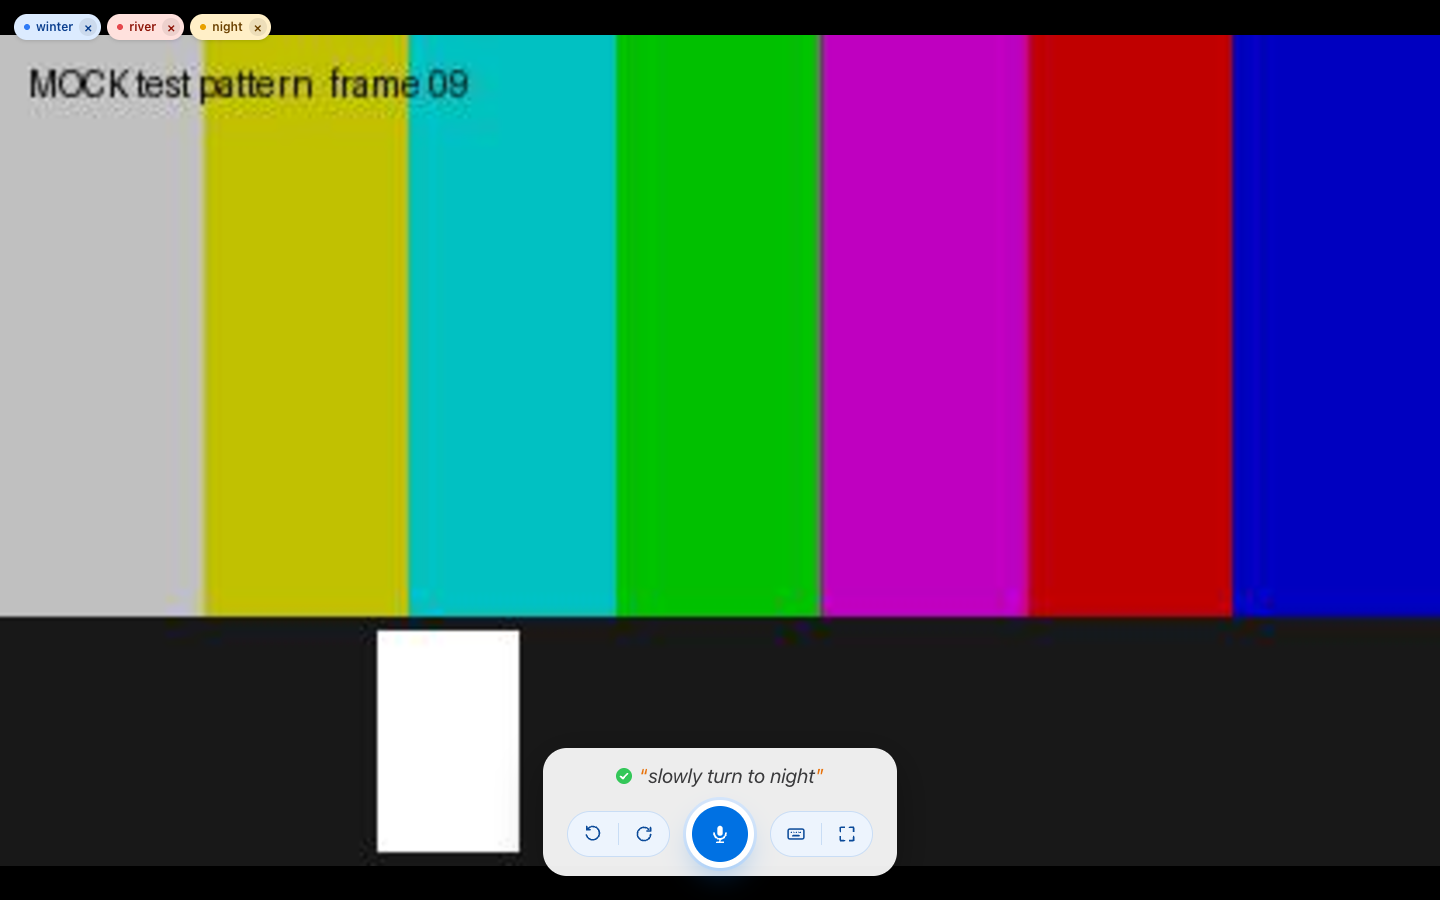 winter × river × night ×
MOCK test pattern frame 09
"slowly turn to night"